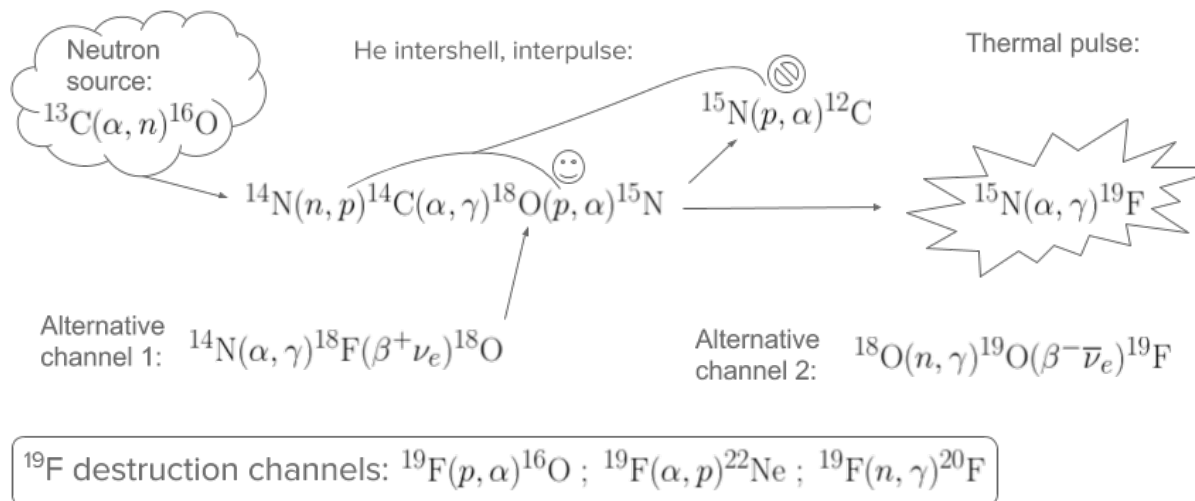 Neutron
source:
¹³C(α, n)¹⁶O
He intershell, interpulse:
Thermal pulse:
¹⁵N(p, α)¹²C
¹⁴N(n, p)¹⁴C(α, γ)¹⁸O(p, α)¹⁵N
¹⁵N(α, γ)¹⁹F
Alternative
channel 1:
¹⁴N(α, γ)¹⁸F(β⁺νₑ)¹⁸O
Alternative
channel 2:
¹⁸O(n, γ)¹⁹O(β⁻ν̅ₑ)¹⁹F
¹⁹F destruction channels: ¹⁹F(p, α)¹⁶O ; ¹⁹F(α, p)²²Ne ; ¹⁹F(n, γ)²⁰F